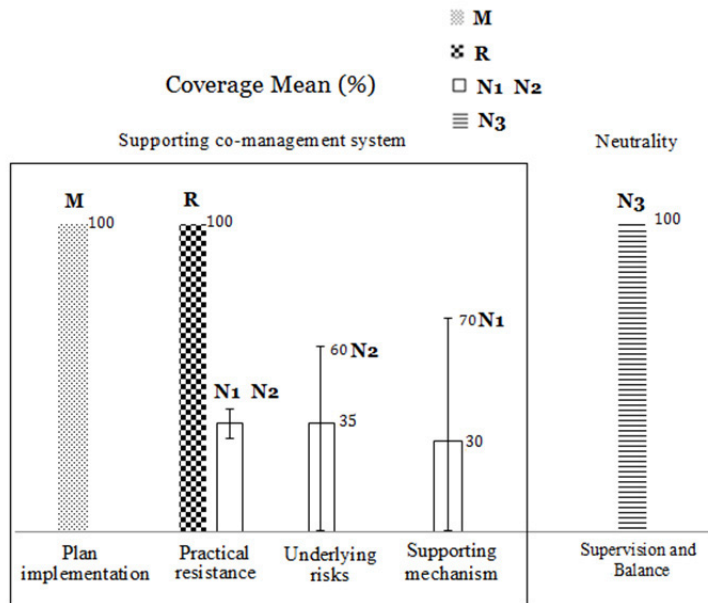 M
R
N1 N2
N3
Coverage Mean (%)
Supporting co-management system
Neutrality
M
100
R
100
N1 N2
35
60 N2
30
70 N1
N3
100
Plan
implementation
Practical
resistance
Underlying
risks
Supporting
mechanism
Supervision and
Balance